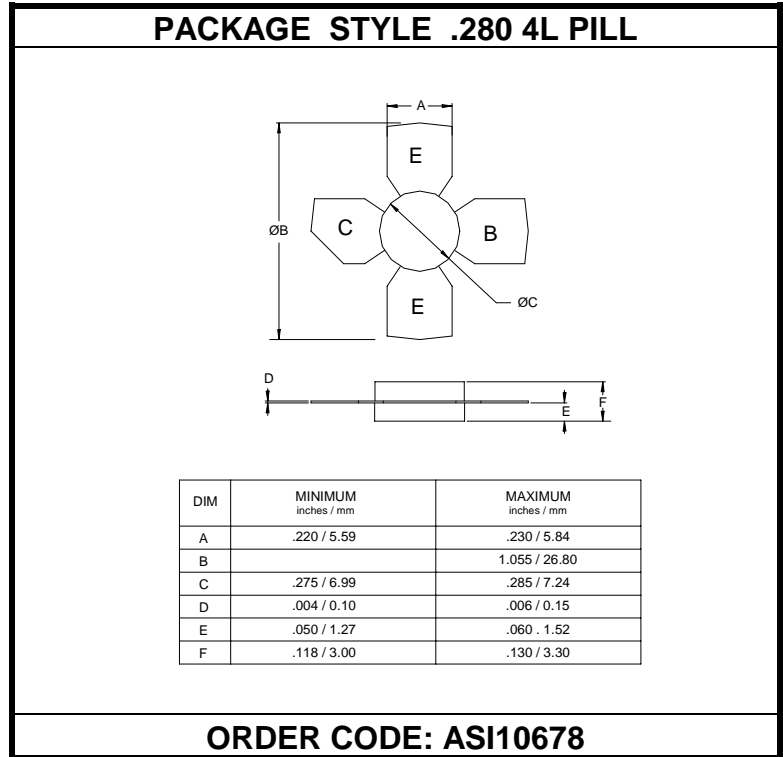 PACKAGE STYLE .280 4L PILL
A
E
ØB
C
B
E
ØC
D
E
F
DIM MINIMUM inches / mm MAXIMUM inches / mm
A .220 / 5.59 .230 / 5.84
B 1.055 / 26.80
C .275 / 6.99 .285 / 7.24
D .004 / 0.10 .006 / 0.15
E .050 / 1.27 .060 . 1.52
F .118 / 3.00 .130 / 3.30
ORDER CODE: ASI10678